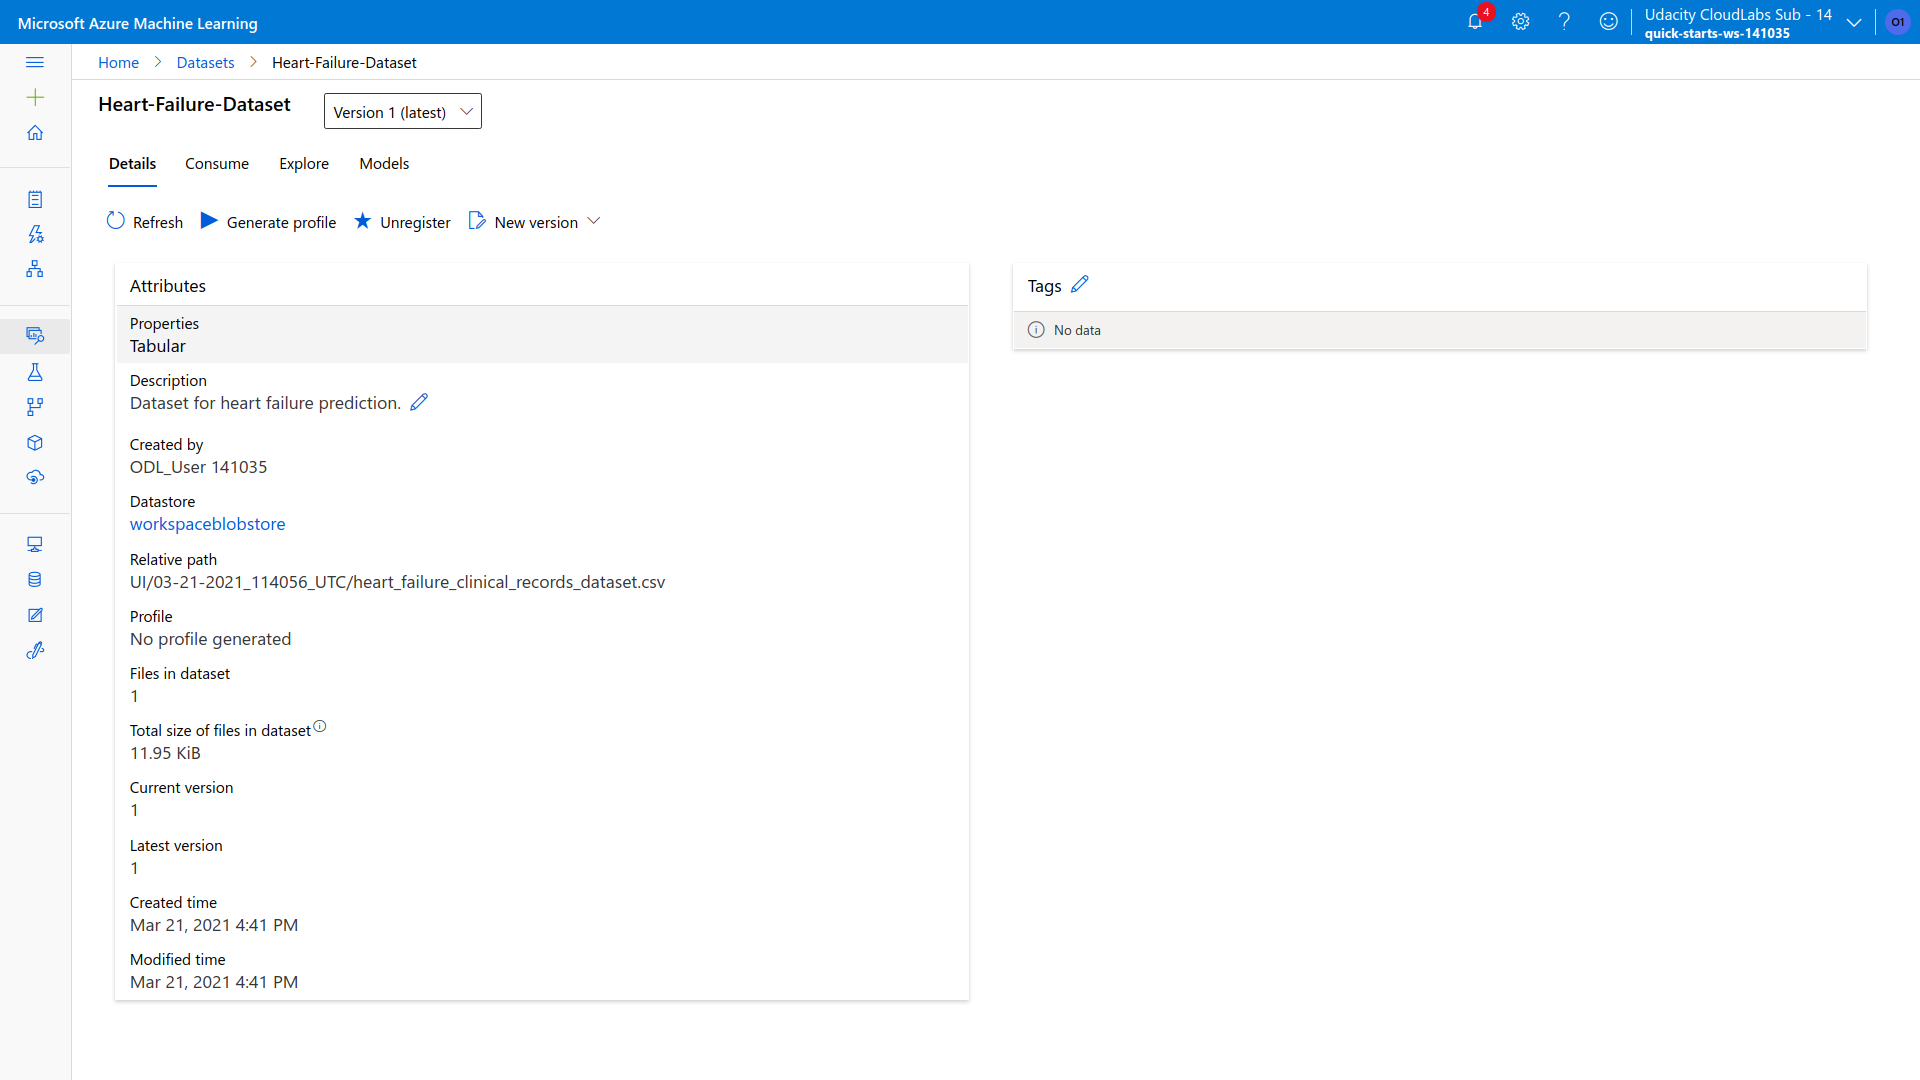 Microsoft Azure Machine Learning
4
Udacity CloudLabs Sub - 14
quick-starts-ws-141035
O1
Home > Datasets > Heart-Failure-Dataset
Heart-Failure-Dataset
Version 1 (latest)
Details Consume Explore Models
Refresh Generate profile Unregister New version
Attributes
Properties
Tabular
Description
Dataset for heart failure prediction.
Created by
ODL_User 141035
Datastore
workspaceblobstore
Relative path
UI/03-21-2021_114056_UTC/heart_failure_clinical_records_dataset.csv
Profile
No profile generated
Files in dataset
1
Total size of files in dataset
11.95 KiB
Current version
1
Latest version
1
Created time
Mar 21, 2021 4:41 PM
Modified time
Mar 21, 2021 4:41 PM
Tags
No data